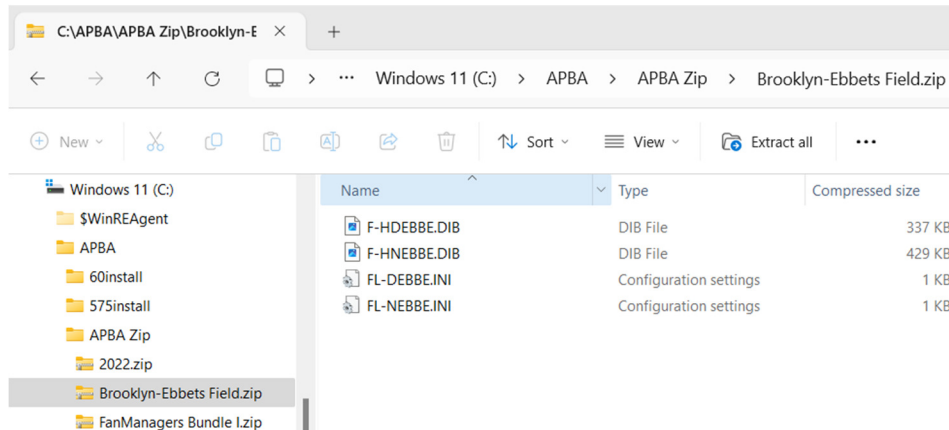 C:\APBA\APBA Zip\Brooklyn-E
Windows 11 (C:) > APBA > APBA Zip > Brooklyn-Ebbets Field.zip
New Sort View Extract all
Windows 11 (C:)
$WinREAgent
APBA
60install
575install
APBA Zip
2022.zip
Brooklyn-Ebbets Field.zip
FanManagers Bundle I.zip
Name Type Compressed size
F-HDEBBE.DIB DIB File 337 KB
F-HNEBBE.DIB DIB File 429 KB
FL-DEBBE.INI Configuration settings 1 KB
FL-NEBBE.INI Configuration settings 1 KB